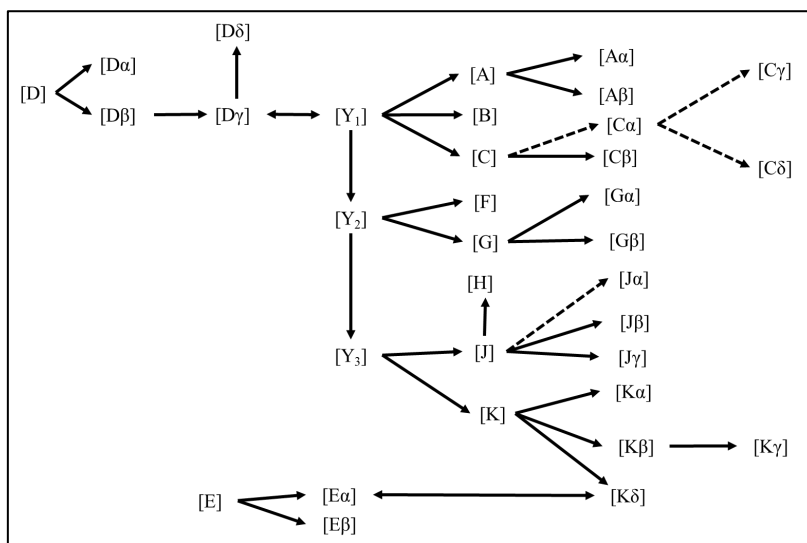 [Dδ]
[D] [Dα]
[Dβ] [Dγ] [Y₁]
[A] [Aα]
[Aβ]
[B]
[C] [Cα] [Cγ]
[Cβ] [Cδ]
[Y₂] [F]
[G] [Gα]
[Gβ]
[H]
[Y₃] [J] [Jα]
[Jβ]
[Jγ]
[K] [Kα]
[Kβ] [Kγ]
[Kδ]
[E] [Eα]
[Eβ]